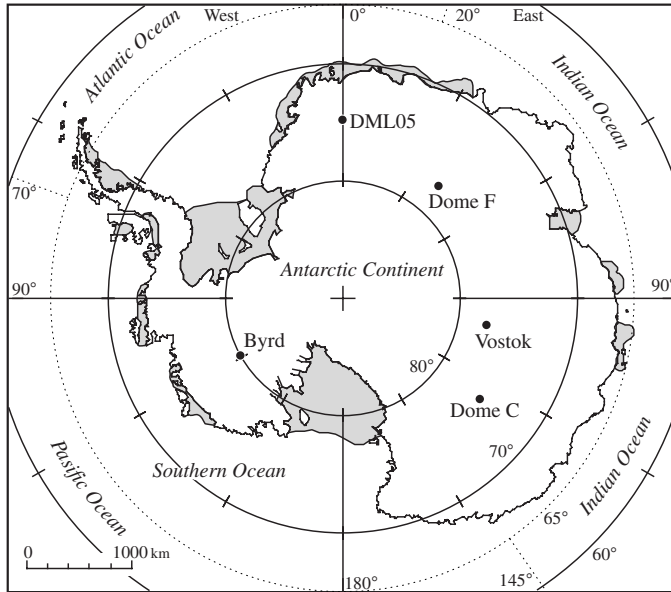 West
0°
20°
East
Atlantic Ocean
Indian Ocean
DML05
70°
Dome F
Antarctic Continent
90°
90°
Byrd
Vostok
80°
Dome C
70°
Southern Ocean
Pasific Ocean
Indian Ocean
65°
60°
0
1000 km
180°
145°